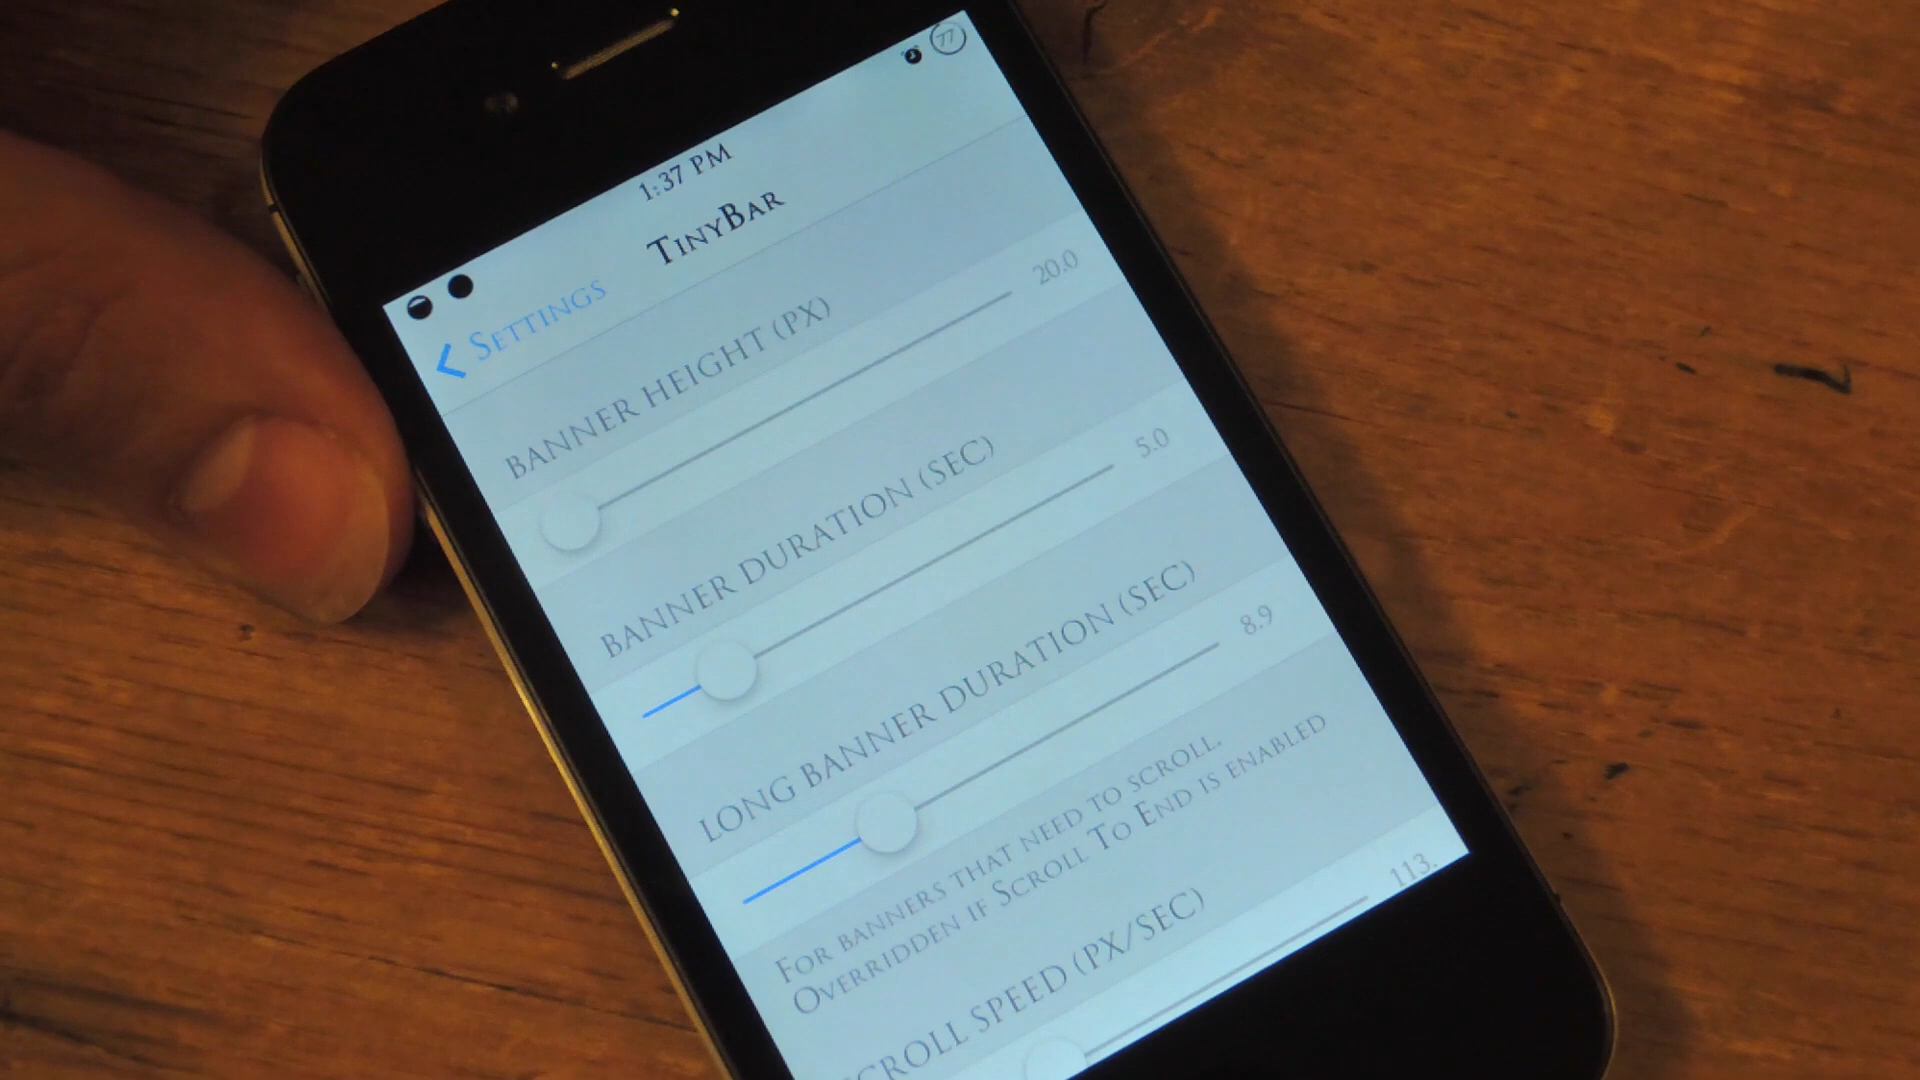 77
1:37 PM
TinyBar
Settings
BANNER HEIGHT (PX)
20.0
BANNER DURATION (SEC)
5.0
LONG BANNER DURATION (SEC)
8.9
For banners that need to scroll.
Overridden if Scroll To End is enabled
CROLL SPEED (PX/SEC)
113.